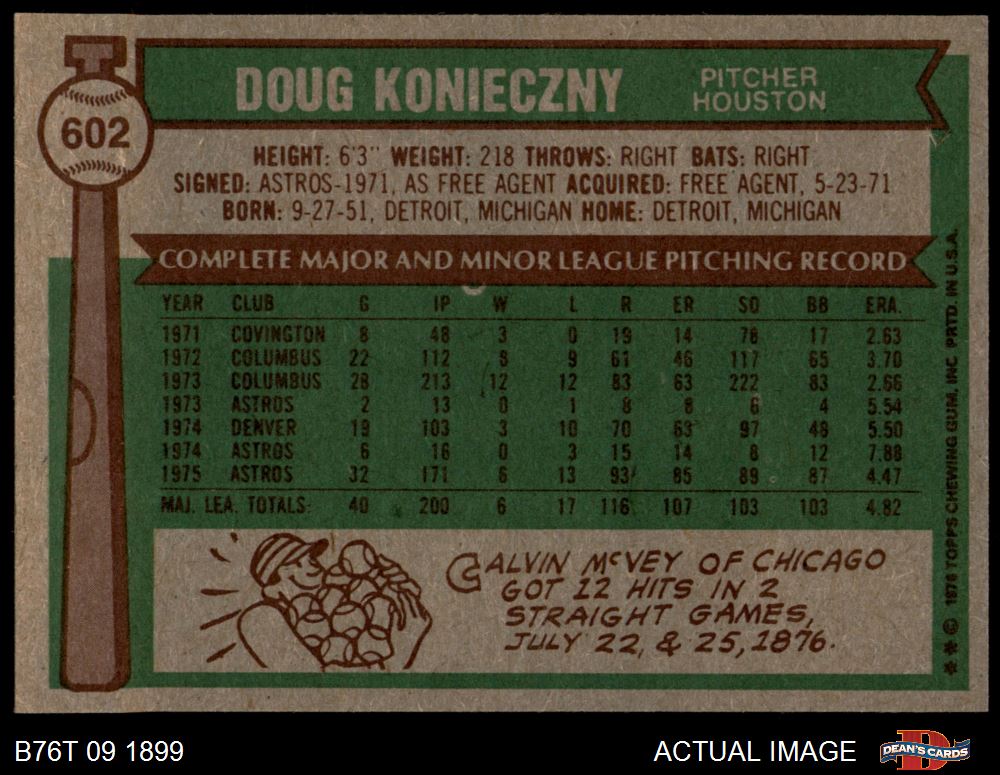 602
DOUG KONIECZNY
PITCHER
HOUSTON
HEIGHT: 6'3" WEIGHT: 218 THROWS: RIGHT BATS: RIGHT
SIGNED: ASTROS-1971, AS FREE AGENT ACQUIRED: FREE AGENT, 5-23-71
BORN: 9-27-51, DETROIT, MICHIGAN HOME: DETROIT, MICHIGAN
COMPLETE MAJOR AND MINOR LEAGUE PITCHING RECORD
YEAR CLUB G IP W L R ER SO BB ERA.
1971 COVINGTON 8 48 3 0 19 14 78 17 2.63
1972 COLUMBUS 22 112 9 9 61 46 117 65 3.70
1973 COLUMBUS 28 213 12 12 83 63 222 83 2.66
1973 ASTROS 2 13 0 1 8 8 6 4 5.54
1974 DENVER 19 103 3 10 70 63 97 49 5.50
1974 ASTROS 6 16 0 3 15 14 8 12 7.88
1975 ASTROS 32 171 6 13 93 85 89 87 4.47
MAJ. LEA. TOTALS: 40 200 6 17 116 107 103 103 4.82
CALVIN McVEY OF CHICAGO
GOT 12 HITS IN 2
STRAIGHT GAMES,
JULY 22, & 25, 1876.
**© 1976 TOPPS CHEWING GUM, INC PRTD. IN U.S.A.
B76T 09 1899
ACTUAL IMAGE
D
DEAN'S CARDS